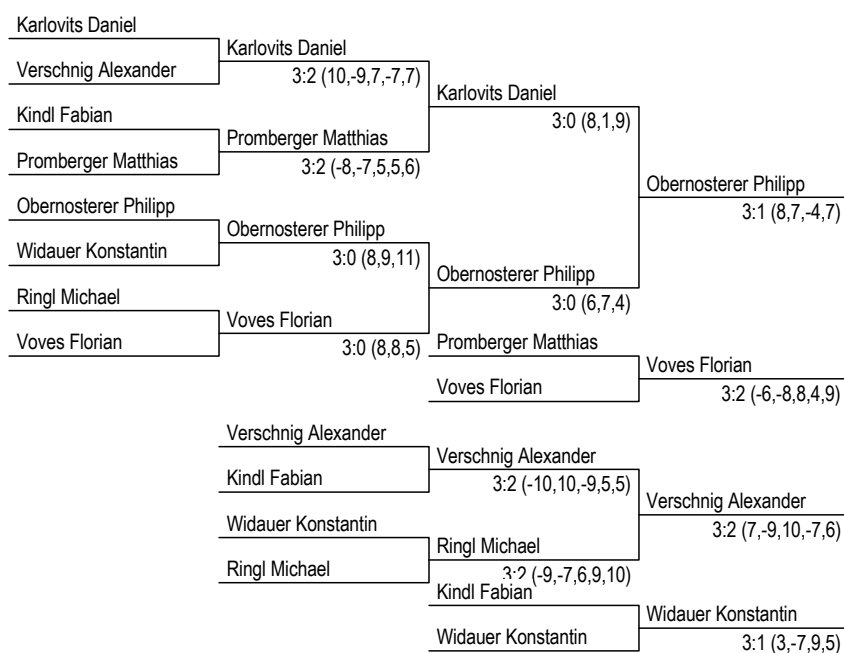 Karlovits Daniel
Karlovits Daniel
Verschnig Alexander
3:2 (10,-9,7,-7,7)
Karlovits Daniel
Kindl Fabian
3:0 (8,1,9)
Promberger Matthias
Promberger Matthias
3:2 (-8,-7,5,5,6)
Obernosterer Philipp
Obernosterer Philipp
3:1 (8,7,-4,7)
Obernosterer Philipp
Widauer Konstantin
3:0 (8,9,11)
Obernosterer Philipp
Ringl Michael
3:0 (6,7,4)
Voves Florian
Voves Florian
3:0 (8,8,5)
Promberger Matthias
Voves Florian
Voves Florian
3:2 (-6,-8,8,4,9)
Verschnig Alexander
Verschnig Alexander
Kindl Fabian
3:2 (-10,10,-9,5,5)
Verschnig Alexander
Widauer Konstantin
3:2 (7,-9,10,-7,6)
Ringl Michael
Ringl Michael
3:2 (-9,-7,6,9,10)
Kindl Fabian
Widauer Konstantin
Widauer Konstantin
3:1 (3,-7,9,5)